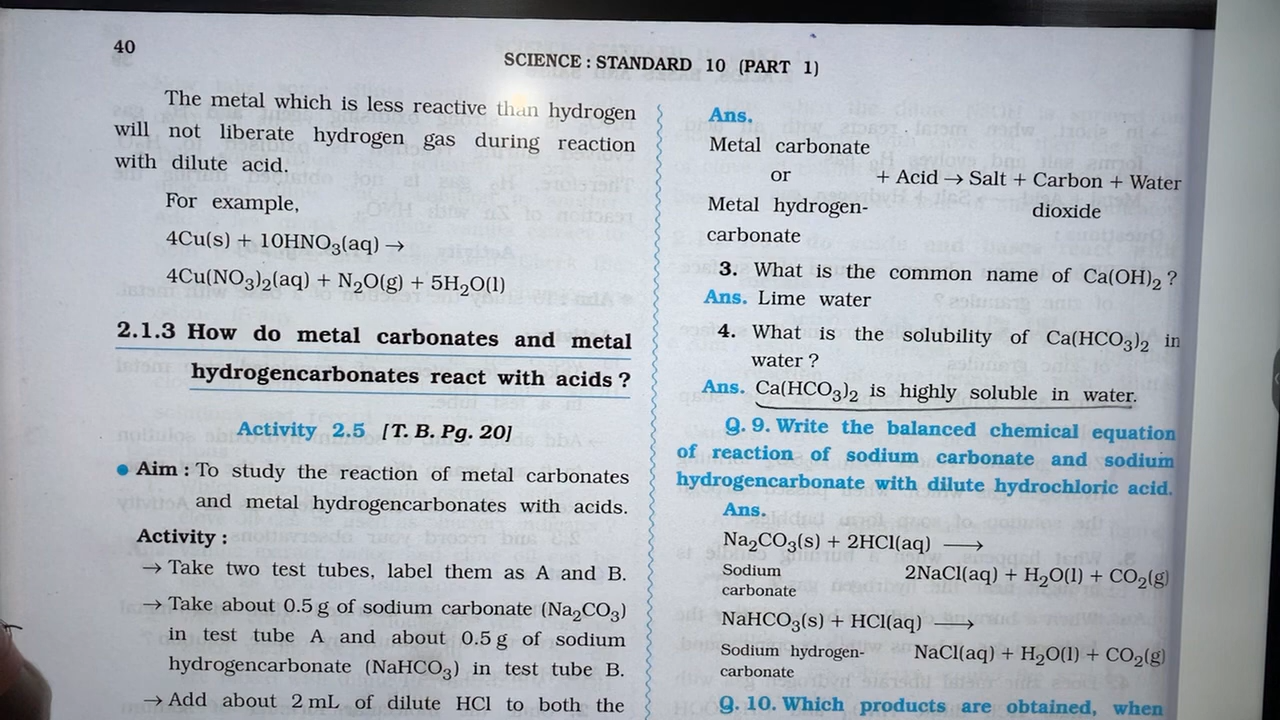 40
SCIENCE : STANDARD 10 (PART 1)
The metal which is less reactive than hydrogen
will not liberate hydrogen gas during reaction
with dilute acid.
For example,
4Cu(s) + 10HNO₃(aq) →
4Cu(NO₃)₂(aq) + N₂O(g) + 5H₂O(l)
2.1.3 How do metal carbonates and metal
hydrogencarbonates react with acids ?
Activity 2.5 [T. B. Pg. 20]
● Aim : To study the reaction of metal carbonates
and metal hydrogencarbonates with acids.
Activity :
→ Take two test tubes, label them as A and B.
→ Take about 0.5 g of sodium carbonate (Na₂CO₃)
in test tube A and about 0.5 g of sodium
hydrogencarbonate (NaHCO₃) in test tube B.
→ Add about 2 mL of dilute HCl to both the
Ans.
Metal carbonate
or + Acid → Salt + Carbon + Water
Metal hydrogen- dioxide
carbonate
3. What is the common name of Ca(OH)₂ ?
Ans. Lime water
4. What is the solubility of Ca(HCO₃)₂ in
water ?
Ans. Ca(HCO₃)₂ is highly soluble in water.
Q. 9. Write the balanced chemical equation
of reaction of sodium carbonate and sodium
hydrogencarbonate with dilute hydrochloric acid.
Ans.
Na₂CO₃(s) + 2HCl(aq) ⟶
Sodium 2NaCl(aq) + H₂O(l) + CO₂(g)
carbonate
NaHCO₃(s) + HCl(aq) ⟶
Sodium- hydrogen- NaCl(aq) + H₂O(l) + CO₂(g)
carbonate
Q. 10. Which products are obtained, when